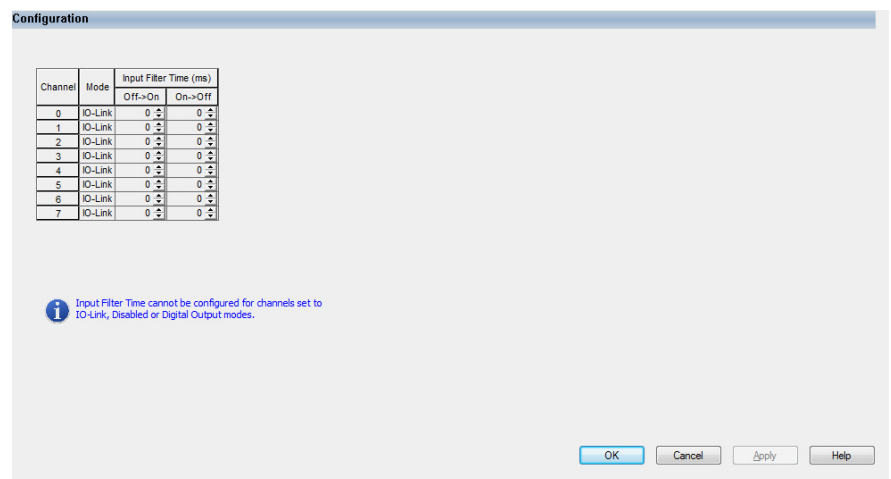 Configuration
Channel Mode Input Filter Time (ms)
Off->On On->Off
0 IO-Link 0 0
1 IO-Link 0 0
2 IO-Link 0 0
3 IO-Link 0 0
4 IO-Link 0 0
5 IO-Link 0 0
6 IO-Link 0 0
7 IO-Link 0 0
Input Filter Time cannot be configured for channels set to
IO-Link, Disabled or Digital Output modes.
OK Cancel Apply Help